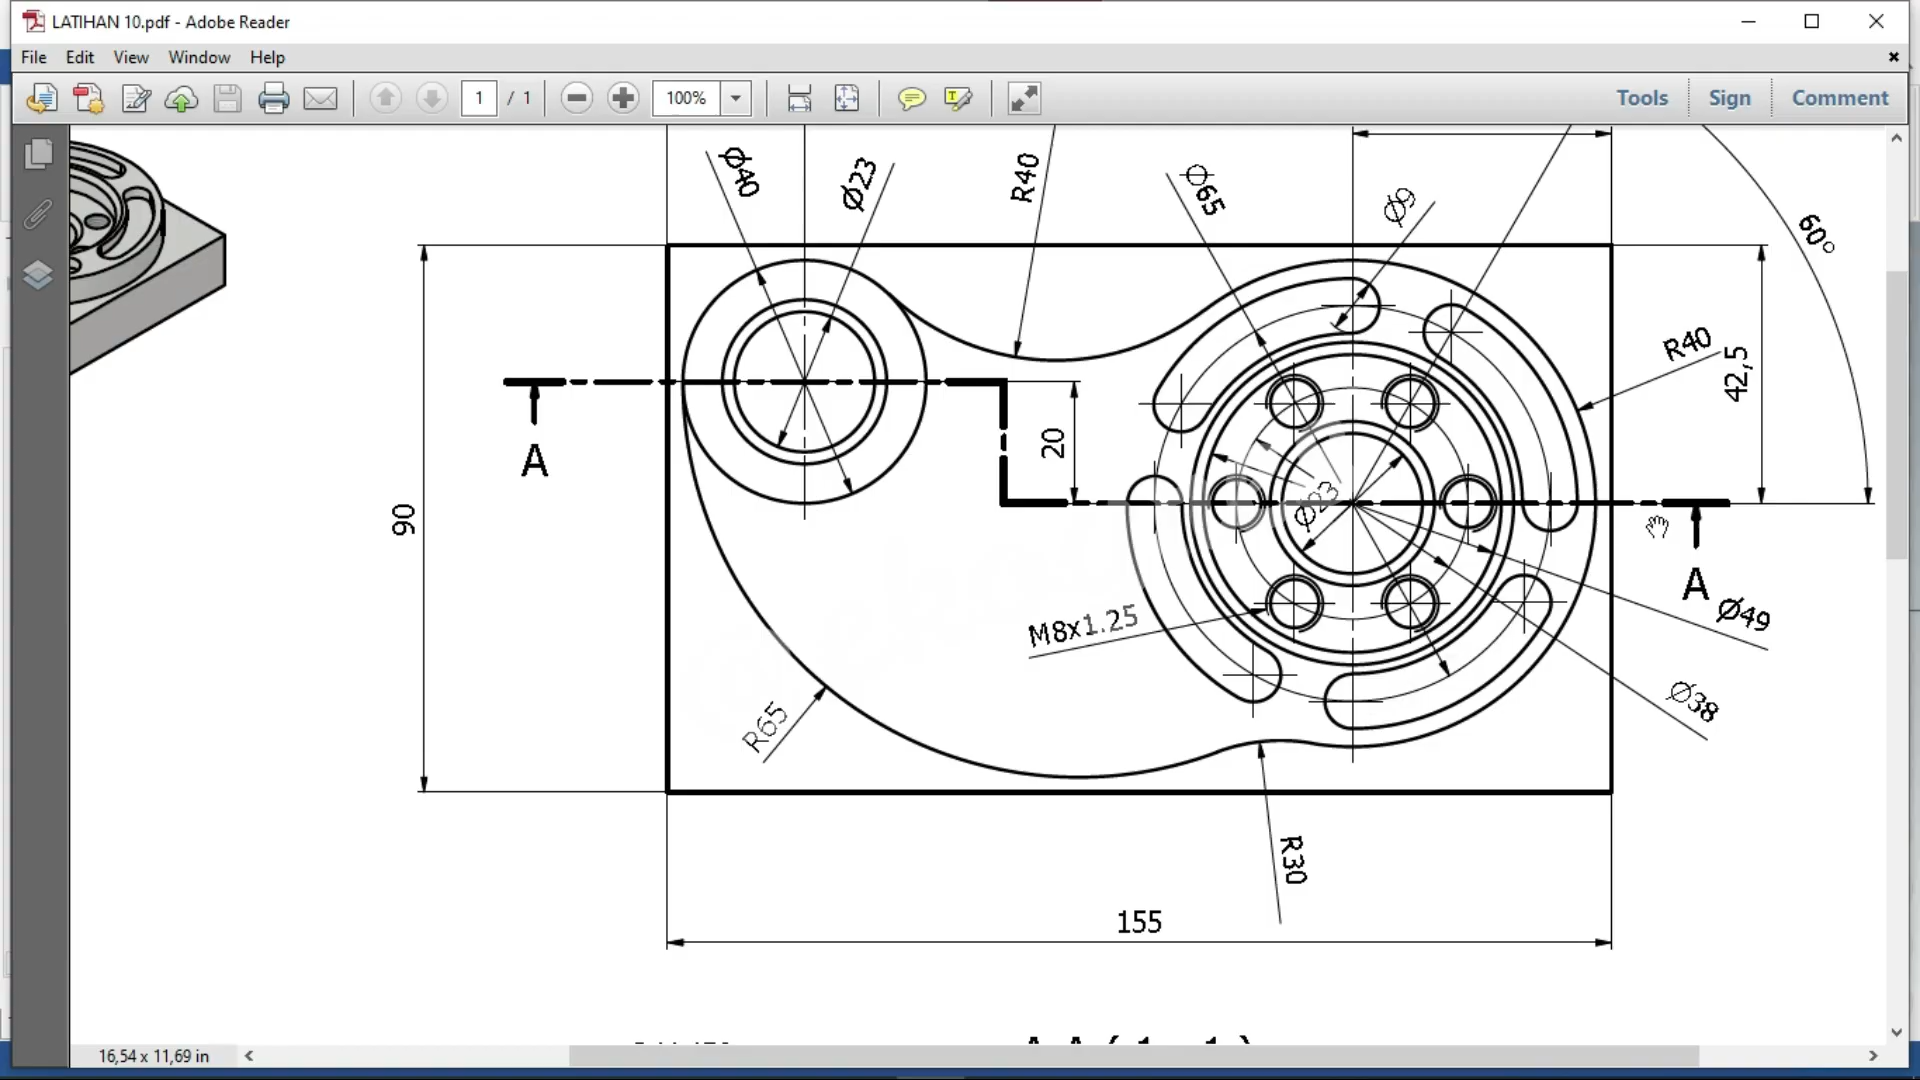 LATIHAN 10.pdf - Adobe Reader
File Edit View Window Help
1 / 1 100% Tools Sign Comment
Ø40
Ø23
R40
Ø65
Ø9
60°
R40
42,5
20
A
90
Ø23
A
M8x1.25
Ø49
Ø38
R65
R30
155
16,54 x 11,69 in